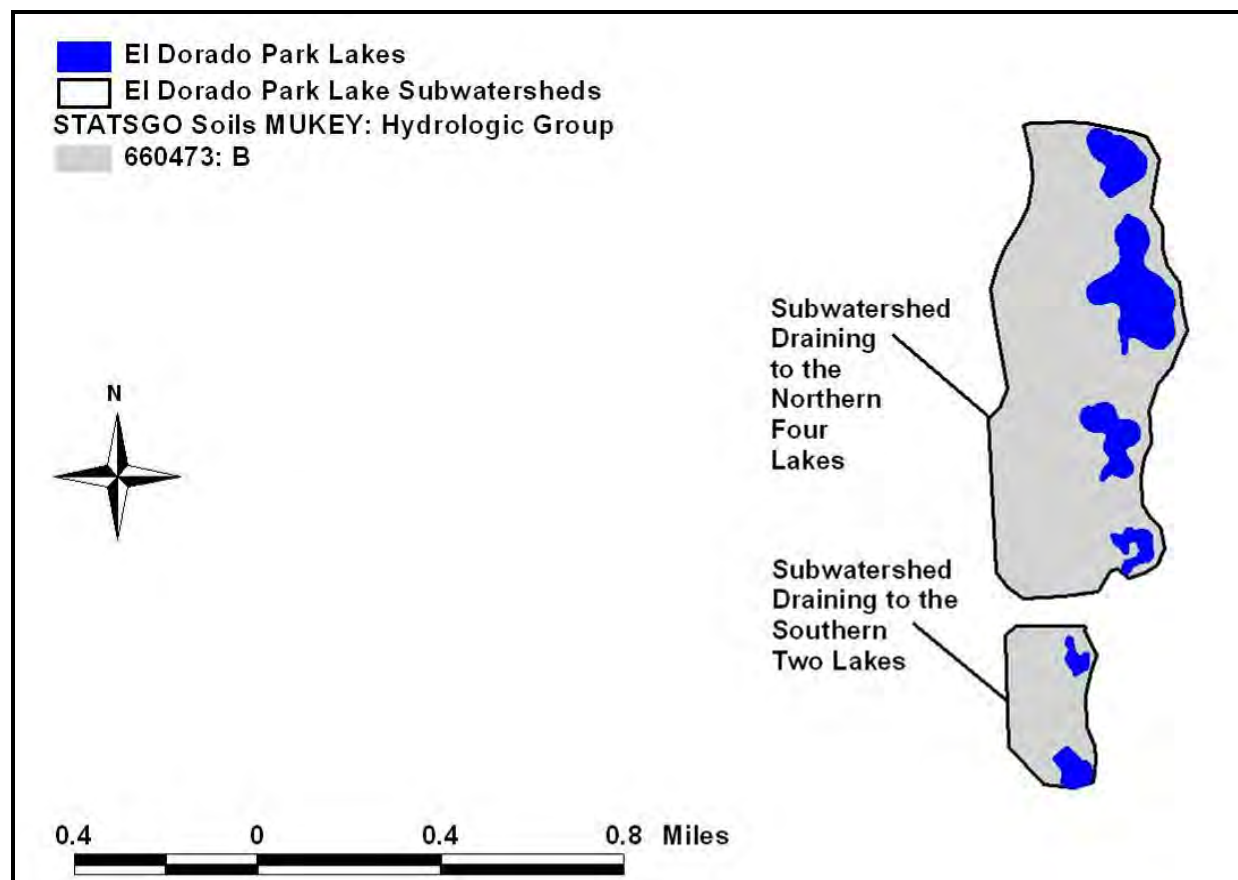 El Dorado Park Lakes
El Dorado Park Lake Subwatersheds
STATSGO Soils MUKEY: Hydrologic Group
660473: B
Subwatershed
Draining
to the
Northern
Four
Lakes
N
Subwatershed
Draining to the
Southern
Two Lakes
0.4 0 0.4 0.8 Miles